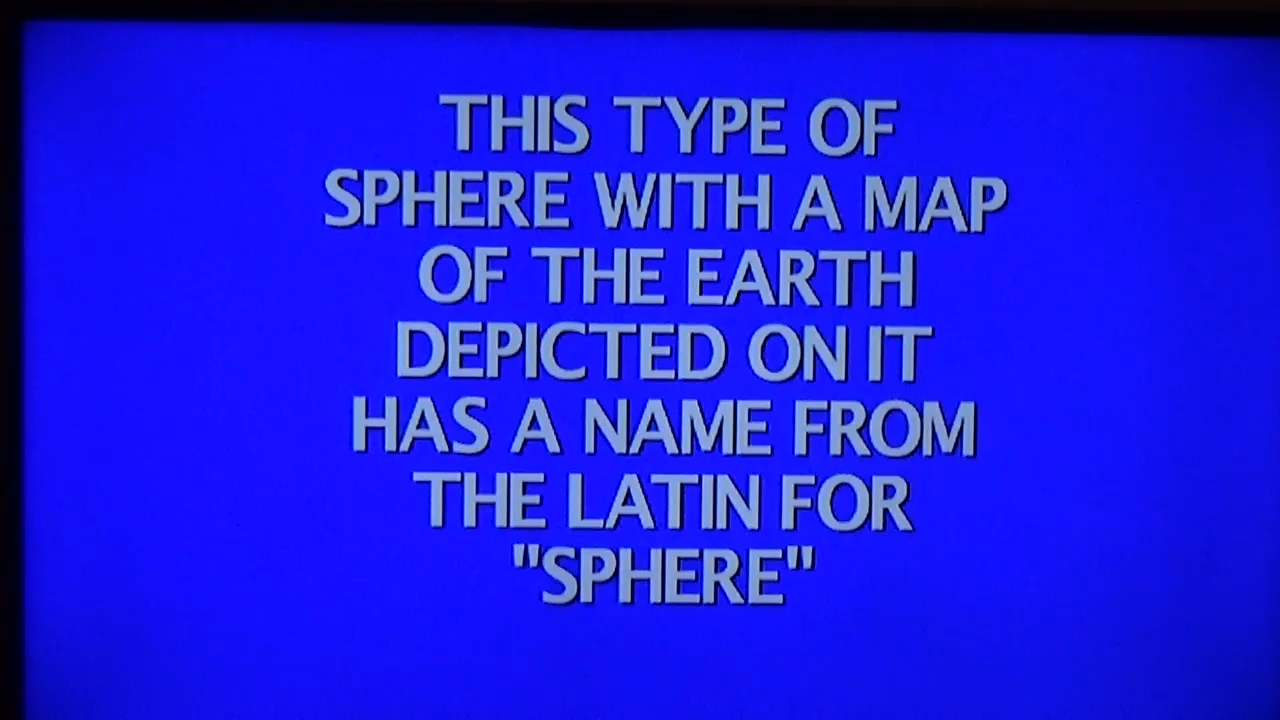 THIS TYPE OF
SPHERE WITH A MAP
OF THE EARTH
DEPICTED ON IT
HAS A NAME FROM
THE LATIN FOR
"SPHERE"